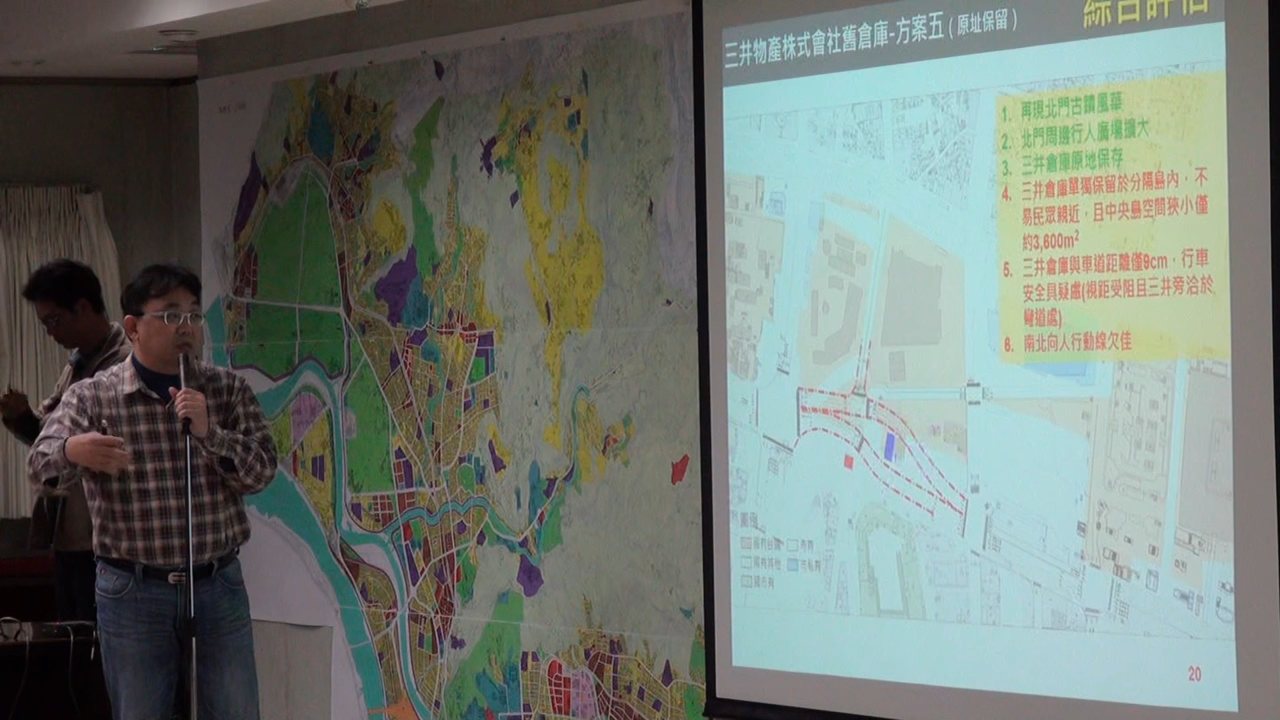 三井物產株式會社舊倉庫-方案五(原址保留)
綜合評估
1. 再現北門古蹟風華
2. 北門周邊行人廣場擴大
3. 三井倉庫原地保存
4. 三井倉庫單獨保留於分隔島內，不
易民眾親近，且中央島空間狹小僅
約3,600m²
5. 三井倉庫與車道距離僅9cm，行車
安全具疑慮(視距受阻且三井旁洽於
彎道處)
6. 南北向人行動線欠佳
圖例
20